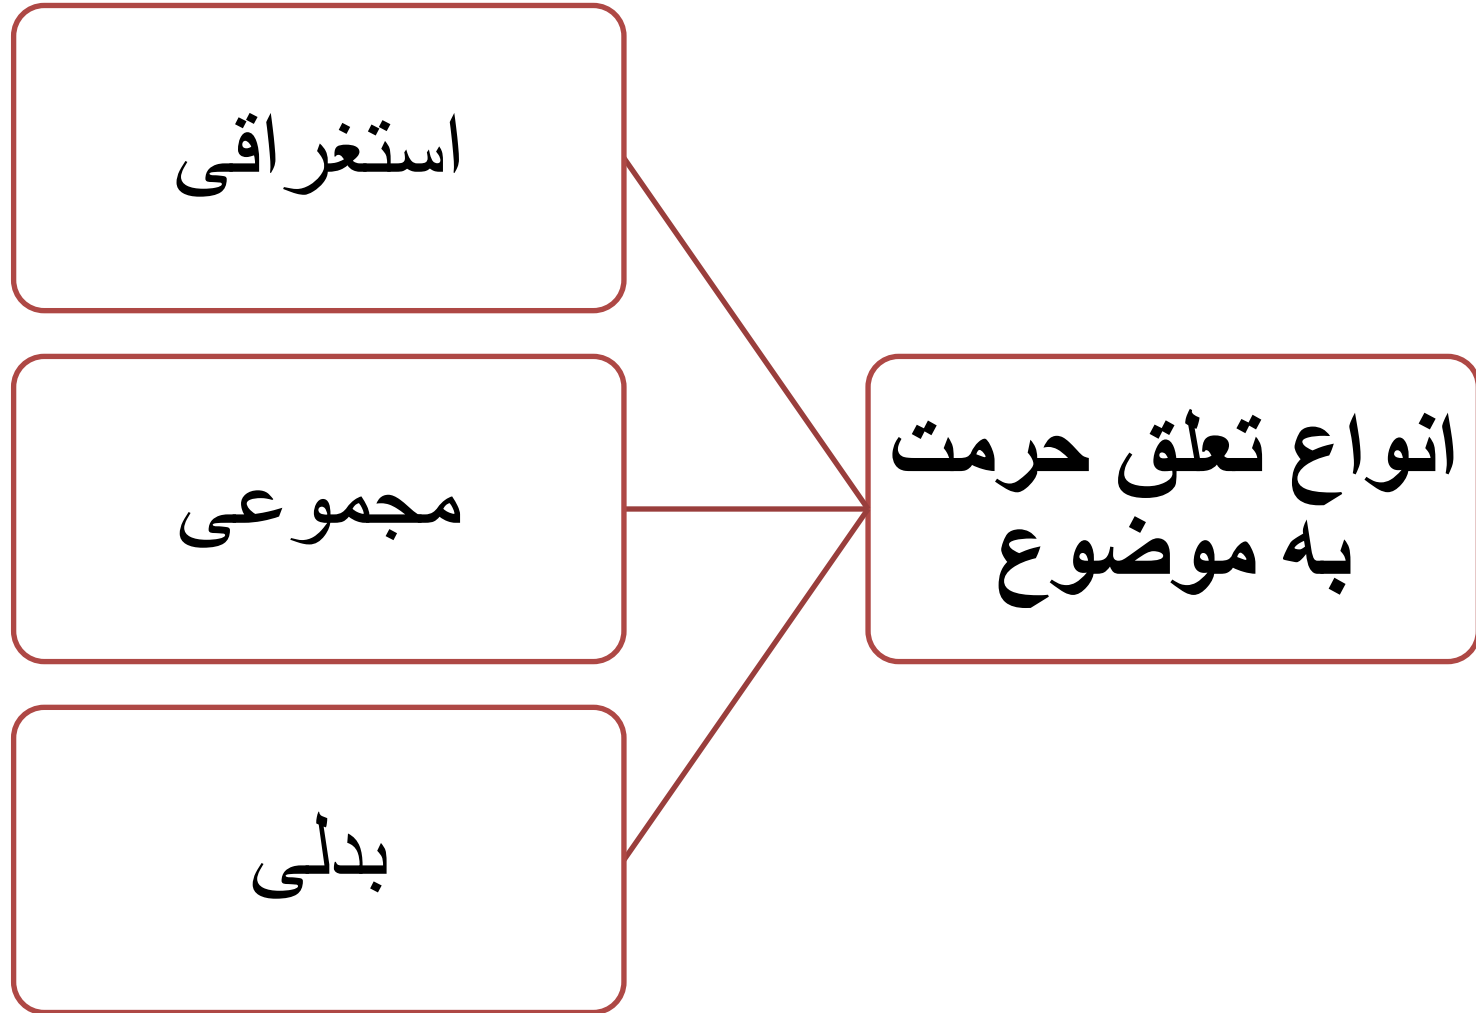 انواع تعلق حرمت
به موضوع
استغراقی
مجموعی
بدلی